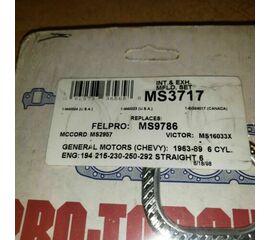 INT.& EXH.
MFLD. SET
MS3717
REPLACES:
FELPRO: MS9786
MCCORD MS2957 VICTOR: MS16033X
GENERAL MOTORS (CHEVY): 1963-89 6 CYL.
ENG:194 215-230-250-292 STRAIGHT 6
PRO-TORQUE